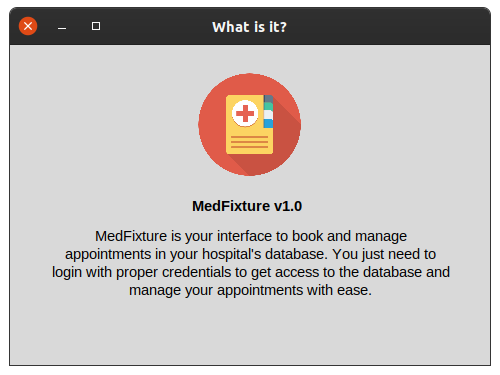 What is it?
MedFixture v1.0
MedFixture is your interface to book and manage
appointments in your hospital's database. You just need to
login with proper credentials to get access to the database and
manage your appointments with ease.